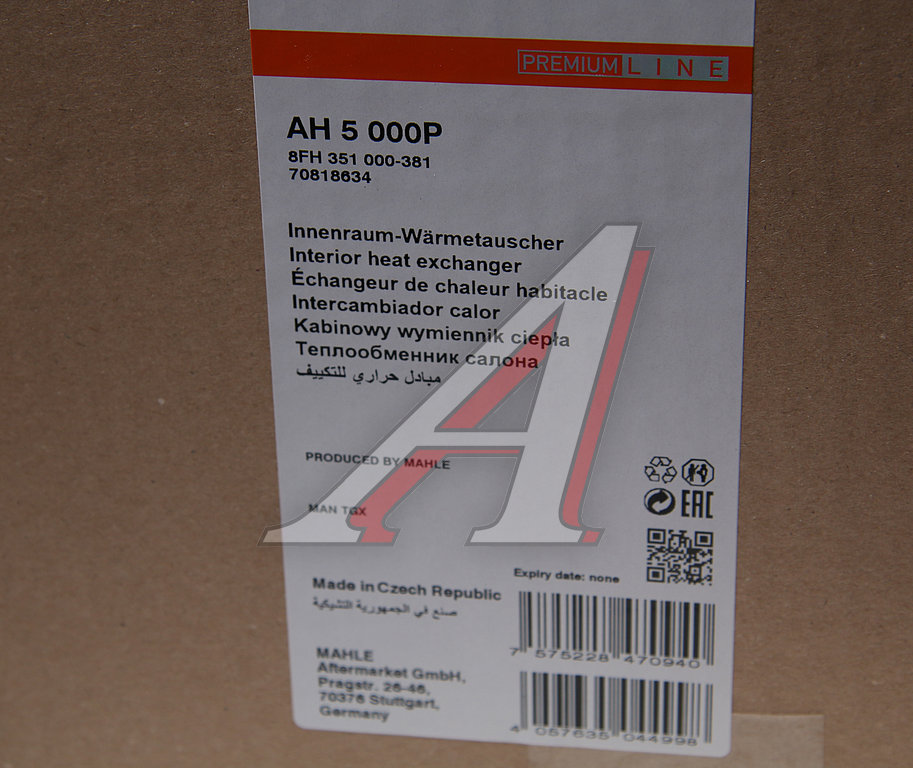 PREMIUM LINE
AH 5 000P
8FH 351 000-381
70818634
Innenraum-Wärmetauscher
Interior heat exchanger
Échangeur de chaleur habitacle
Intercambiador calor
Kabinowy wymiennik ciepła
Теплообменник салона
مبادل حراري للتكييف
PRODUCED BY MAHLE
MAN TGX
EAC
Expiry date: none
Made in Czech Republic
صنع في الجمهورية التشيكية
MAHLE
Aftermarket GmbH,
Pragstr. 26-46,
70376 Stuttgart,
Germany
7 575228 470940
4 057635 044998